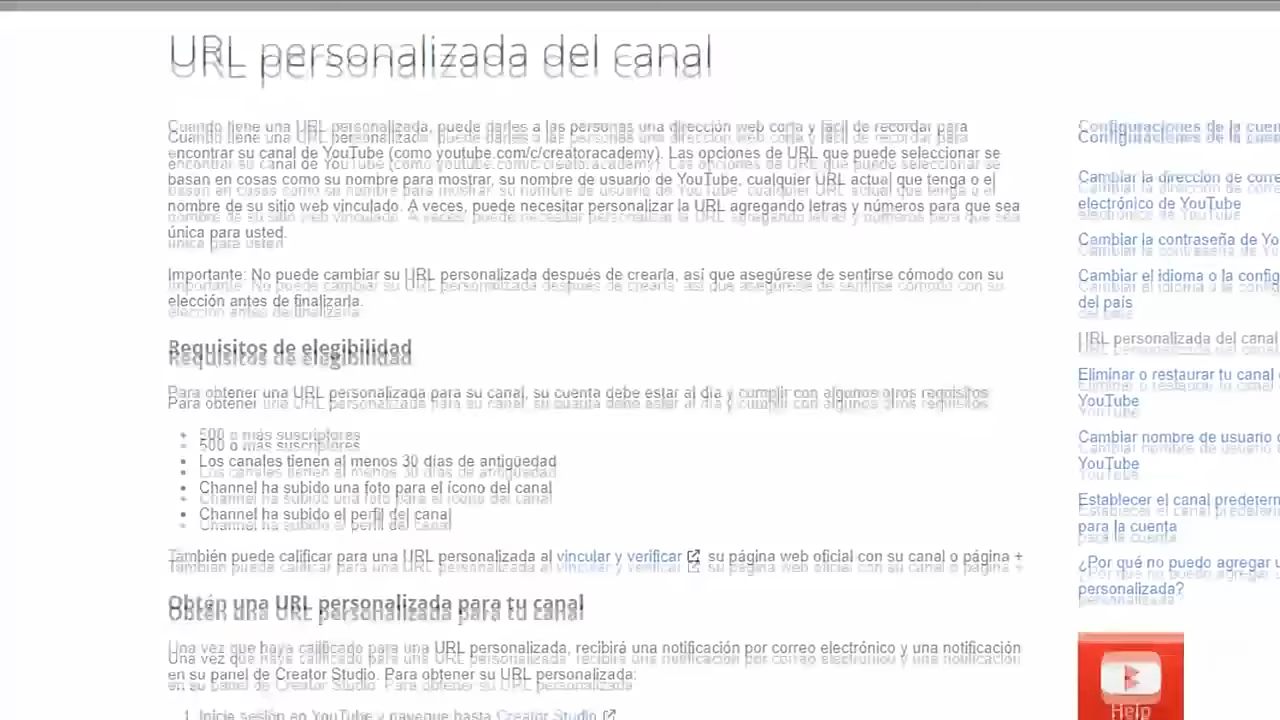 URL personalizada del canal
Cuando tiene una URL personalizada, puede darles a las personas una dirección web corta y fácil de recordar para
encontrar su canal de YouTube (como youtube.com/c/creatoracademy). Las opciones de URL que puede seleccionar se
basan en cosas como su nombre para mostrar, su nombre de usuario de YouTube, cualquier URL actual que tenga o el
nombre de su sitio web vinculado. A veces, puede necesitar personalizar la URL agregando letras y números para que sea
única para usted.
Importante: No puede cambiar su URL personalizada después de crearla, así que asegúrese de sentirse cómodo con su
elección antes de finalizarla.
Requisitos de elegibilidad
Para obtener una URL personalizada para su canal, su cuenta debe estar al día y cumplir con algunos otros requisitos
• 500 o más suscriptores
• Los canales tienen al menos 30 días de antigüedad
• Channel ha subido una foto para el ícono del canal
• Channel ha subido el perfil del canal
También puede calificar para una URL personalizada al vincular y verificar su página web oficial con su canal o página +
Obtén una URL personalizada para tu canal
Una vez que haya calificado para una URL personalizada, recibirá una notificación por correo electrónico y una notificación
en su panel de Creator Studio. Para obtener su URL personalizada:
1. Inicie sesión en YouTube y navegue hasta Creator Studio
Configuraciones de la cuen
Cambiar la dirección de corre
electrónico de YouTube
Cambiar la contraseña de Yo
Cambiar el idioma o la config
del país
URL personalizada del canal
Eliminar o restaurar tu canal
YouTube
Cambiar nombre de usuario
YouTube
Establecer el canal predetern
para la cuenta
¿Por qué no puedo agregar u
personalizada?
Help